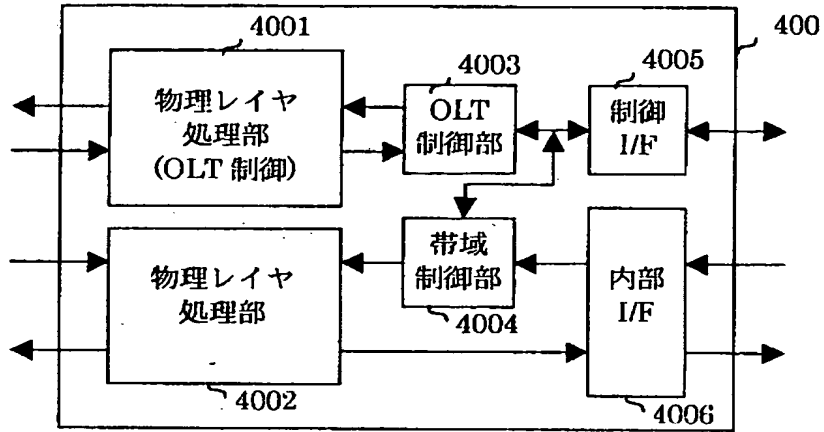 400
4001
物理レイヤ
処理部
(OLT 制御)
4003
OLT
制御部
4005
制御
I/F
物理レイヤ
処理部
4002
帯域
制御部
4004
内部
I/F
4006